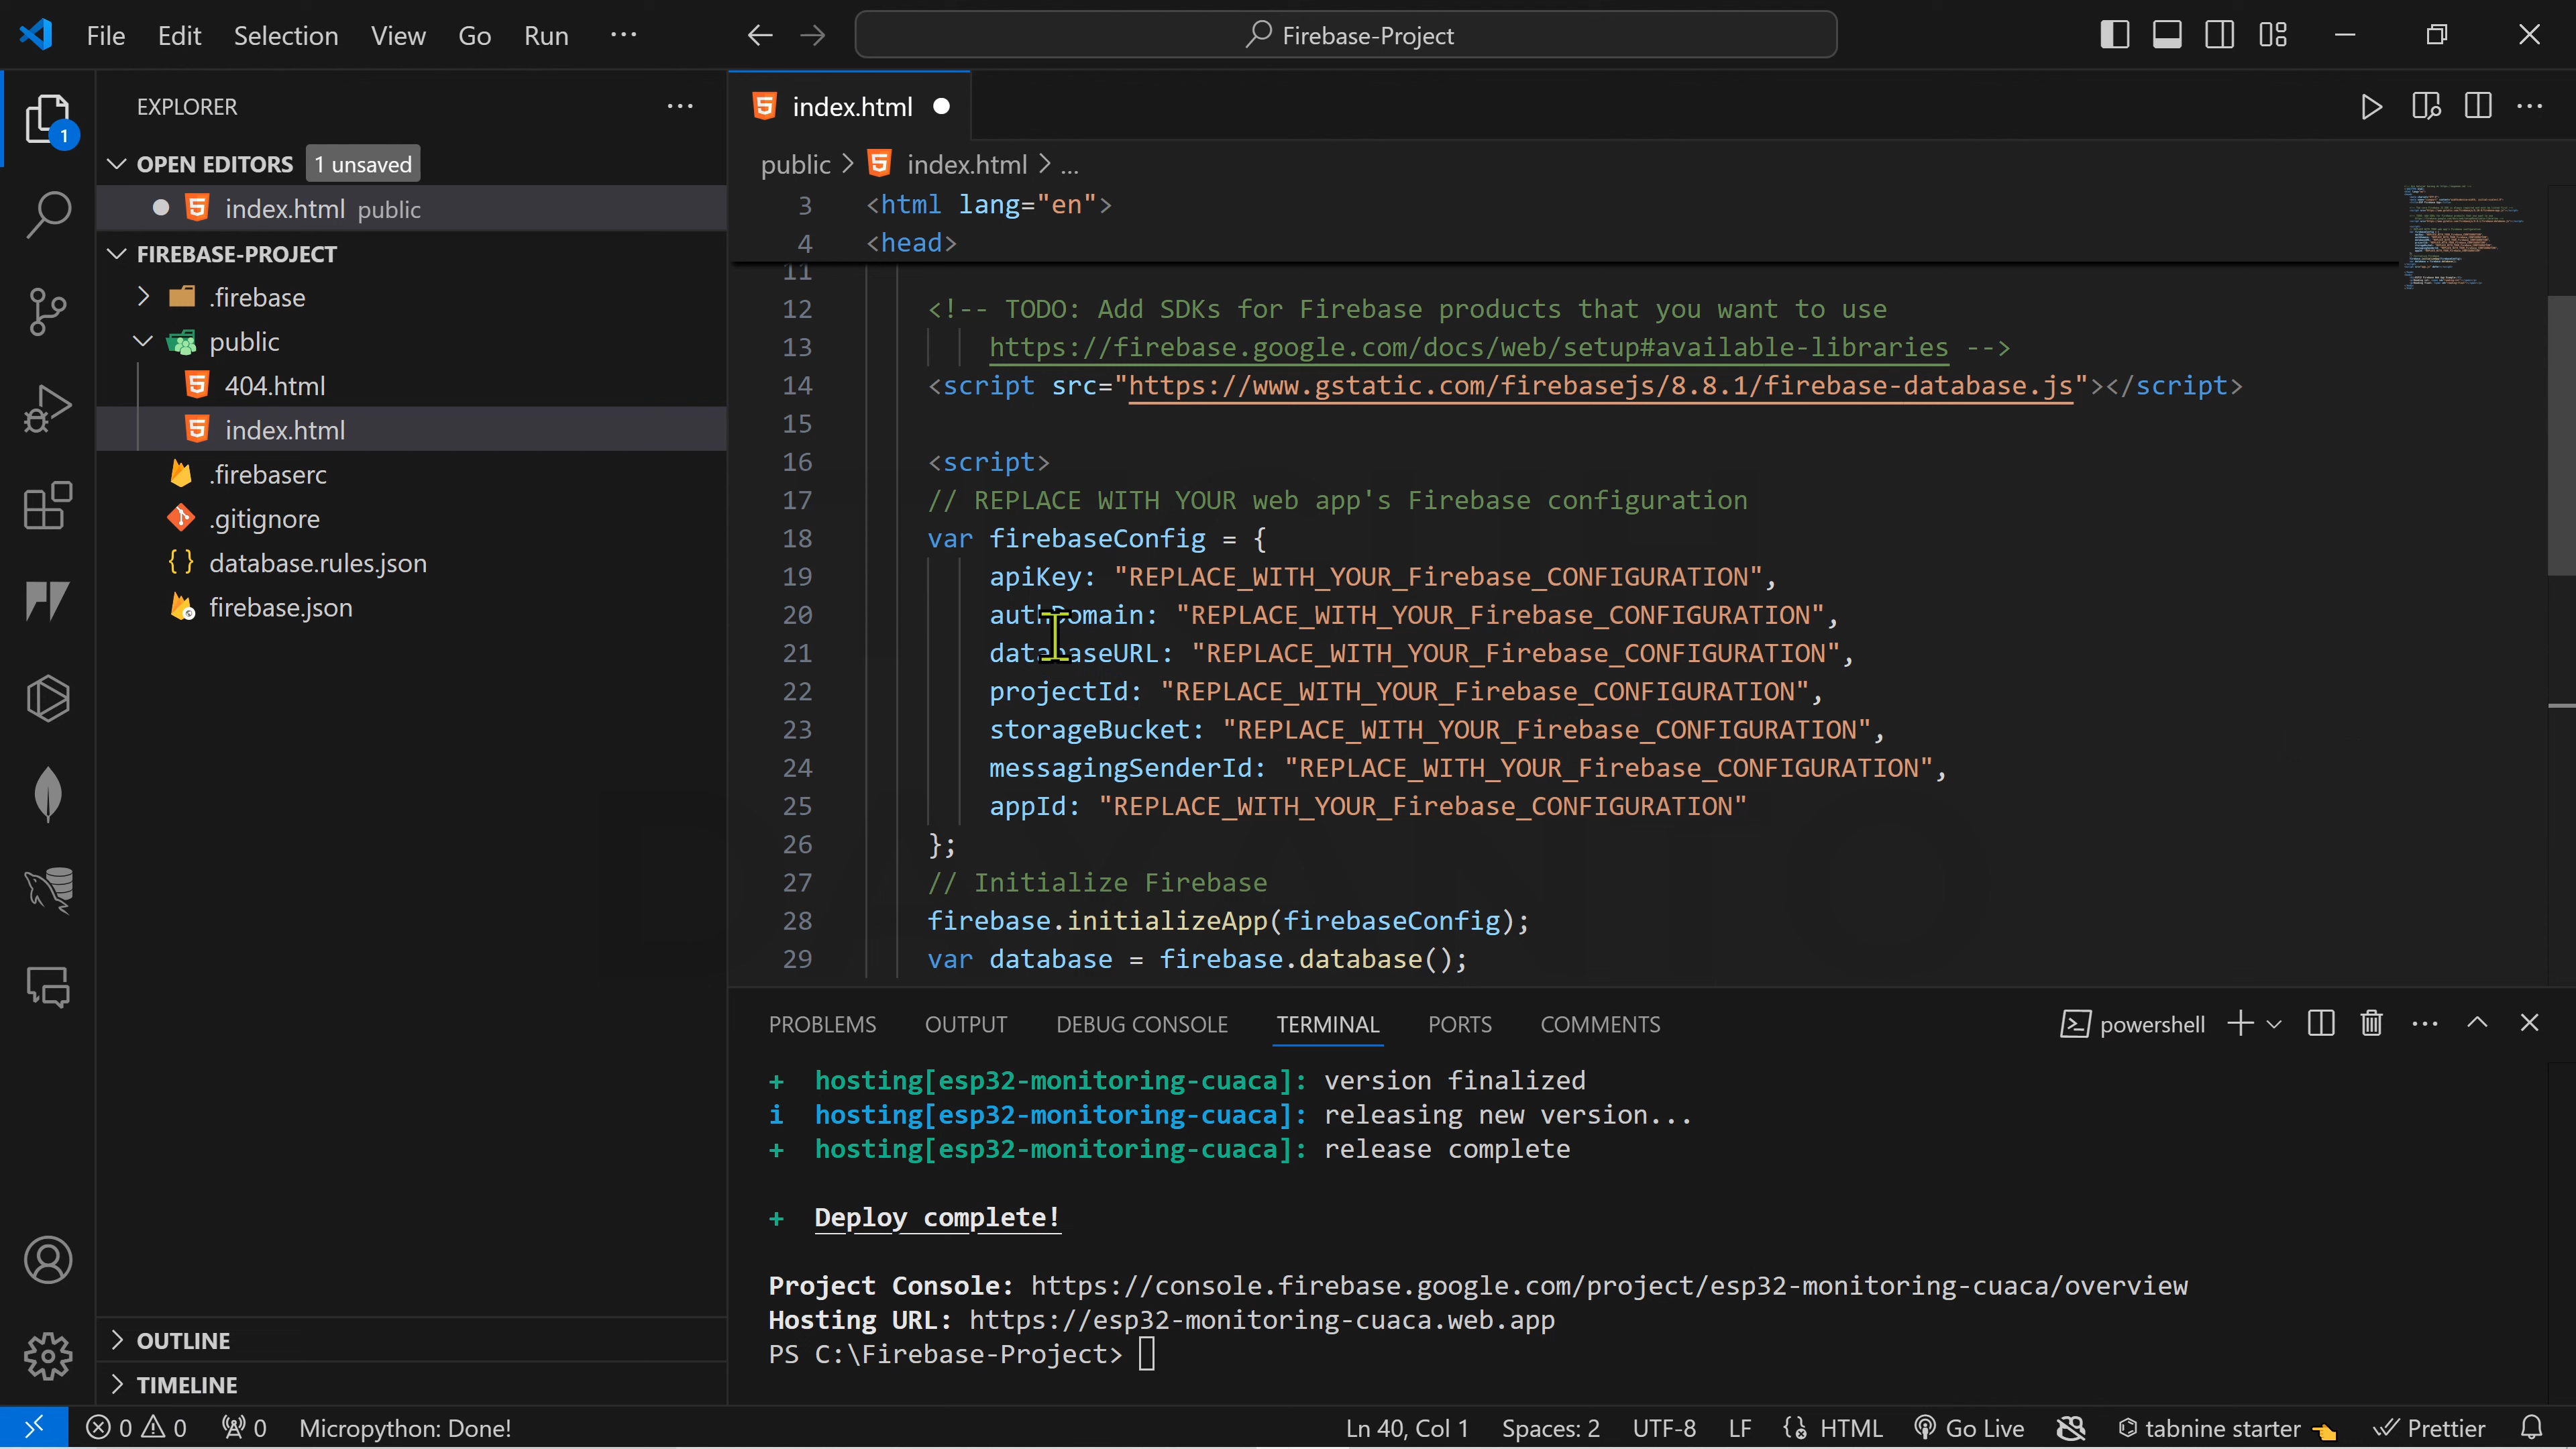 File Edit Selection View Go Run ... Firebase-Project
EXPLORER
OPEN EDITORS 1 unsaved
index.html public
FIREBASE-PROJECT
.firebase
public
404.html
index.html
.firebaserc
.gitignore
database.rules.json
firebase.json
OUTLINE
TIMELINE
1
index.html
public > index.html > ...
3 <html lang="en">
4 <head>
11
12 <!-- TODO: Add SDKs for Firebase products that you want to use
13 https://firebase.google.com/docs/web/setup#available-libraries -->
14 <script src="https://www.gstatic.com/firebasejs/8.8.1/firebase-database.js"></script>
15
16 <script>
17 // REPLACE WITH YOUR web app's Firebase configuration
18 var firebaseConfig = {
19 apiKey: "REPLACE_WITH_YOUR_Firebase_CONFIGURATION",
20 authDomain: "REPLACE_WITH_YOUR_Firebase_CONFIGURATION",
21 databaseURL: "REPLACE_WITH_YOUR_Firebase_CONFIGURATION",
22 projectId: "REPLACE_WITH_YOUR_Firebase_CONFIGURATION",
23 storageBucket: "REPLACE_WITH_YOUR_Firebase_CONFIGURATION",
24 messagingSenderId: "REPLACE_WITH_YOUR_Firebase_CONFIGURATION",
25 appId: "REPLACE_WITH_YOUR_Firebase_CONFIGURATION"
26 };
27 // Initialize Firebase
28 firebase.initializeApp(firebaseConfig);
29 var database = firebase.database();
PROBLEMS OUTPUT DEBUG CONSOLE TERMINAL PORTS COMMENTS powershell
+ hosting[esp32-monitoring-cuaca]: version finalized
i hosting[esp32-monitoring-cuaca]: releasing new version...
+ hosting[esp32-monitoring-cuaca]: release complete
+ Deploy complete!
Project Console: https://console.firebase.google.com/project/esp32-monitoring-cuaca/overview
Hosting URL: https://esp32-monitoring-cuaca.web.app
PS C:\Firebase-Project>
0 0 0 Micropython: Done! Ln 40, Col 1 Spaces: 2 UTF-8 LF HTML Go Live tabnine starter Prettier